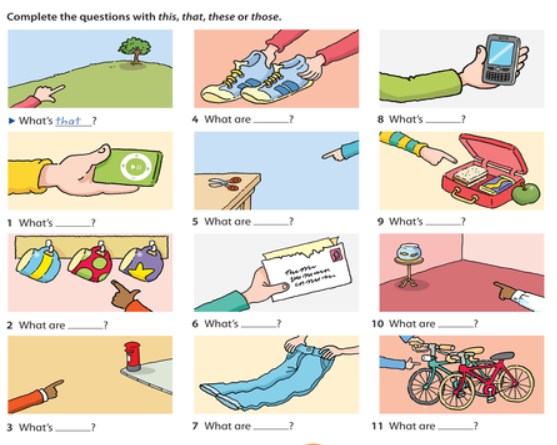 Complete the questions with this, that, these or those.
► What's that ?
4 What are ______?
8 What's ______?
1 What's ______?
5 What are ______?
9 What's ______?
2 What are ______?
6 What's ______?
10 What are ______?
3 What's ______?
7 What are ______?
11 What are ______?